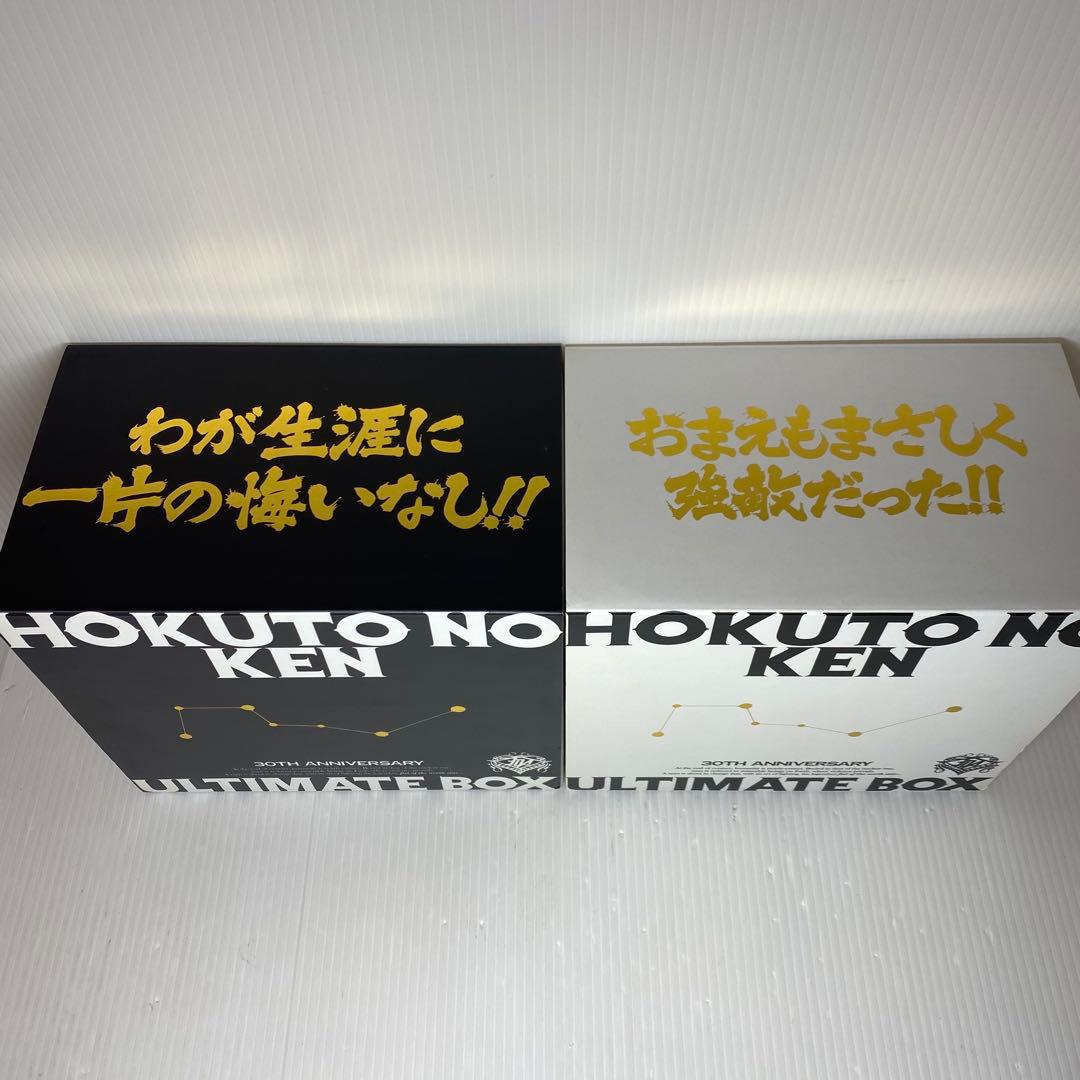 わが生涯に
一片の悔いなし!!
おまえもまさしく
強敵だった!!
HOKUTO NO
KEN
30TH ANNIVERSARY
ULTIMATE BOX
HOKUTO NO
KEN
30TH ANNIVERSARY
ULTIMATE BOX